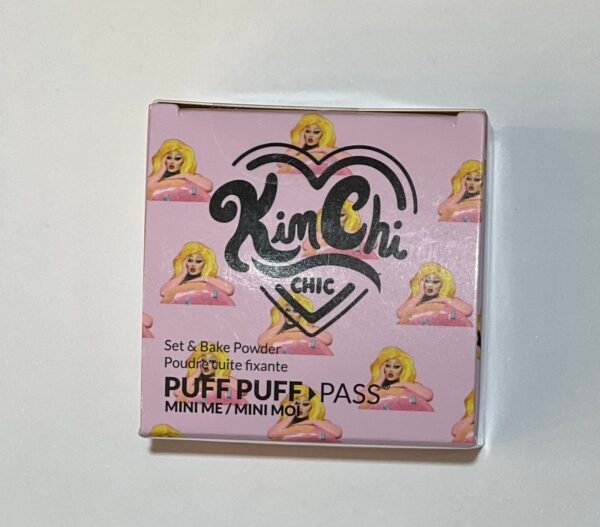 KimChi
CHIC
Set & Bake Powder
Poudre cuite fixante
PUFF PUFF▸PASS®
MINI ME / MINI MOI